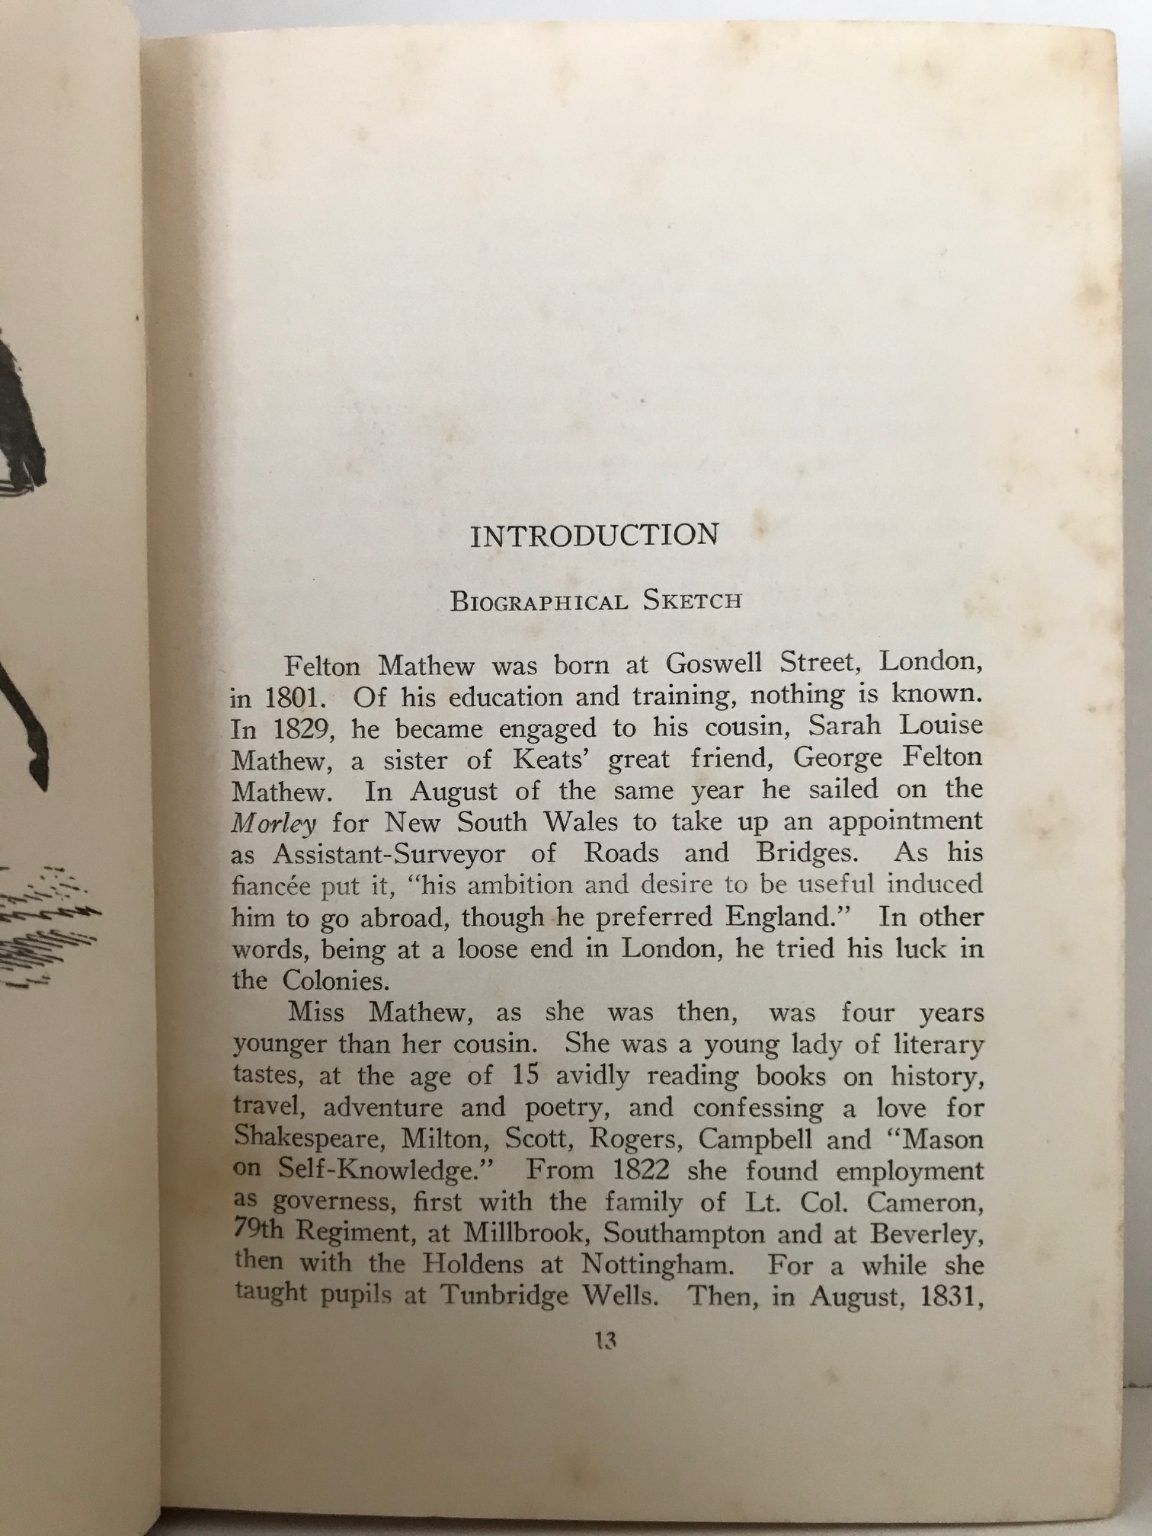 INTRODUCTION
Biographical Sketch
Felton Mathew was born at Goswell Street, London,
in 1801. Of his education and training, nothing is known.
In 1829, he became engaged to his cousin, Sarah Louise
Mathew, a sister of Keats' great friend, George Felton
Mathew. In August of the same year he sailed on the
Morley for New South Wales to take up an appointment
as Assistant-Surveyor of Roads and Bridges. As his
fiancée put it, "his ambition and desire to be useful induced
him to go abroad, though he preferred England." In other
words, being at a loose end in London, he tried his luck in
the Colonies.
Miss Mathew, as she was then, was four years
younger than her cousin. She was a young lady of literary
tastes, at the age of 15 avidly reading books on history,
travel, adventure and poetry, and confessing a love for
Shakespeare, Milton, Scott, Rogers, Campbell and "Mason
on Self-Knowledge." From 1822 she found employment
as governess, first with the family of Lt. Col. Cameron,
79th Regiment, at Millbrook, Southampton and at Beverley,
then with the Holdens at Nottingham. For a while she
taught pupils at Tunbridge Wells. Then, in August, 1831,
13